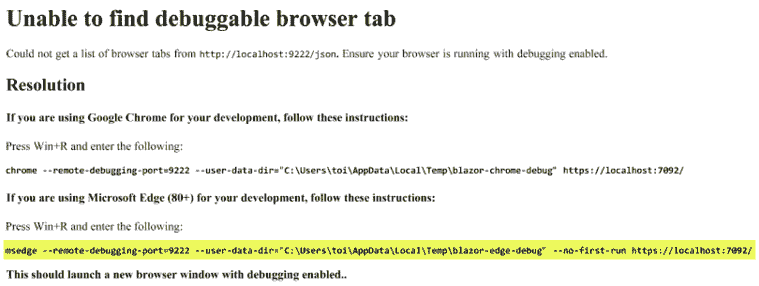 Unable to find debuggable browser tab
Could not get a list of browser tabs from http://localhost:9222/json. Ensure your browser is running with debugging enabled.
Resolution
If you are using Google Chrome for your development, follow these instructions:
Press Win+R and enter the following:
chrome --remote-debugging-port=9222 --user-data-dir="C:\Users\toi\AppData\Local\Temp\blazor-chrome-debug" https://localhost:7092/
If you are using Microsoft Edge (80+) for your development, follow these instructions:
Press Win+R and enter the following:
msedge --remote-debugging-port=9222 --user-data-dir="C:\Users\toi\AppData\Local\Temp\blazor-edge-debug" --no-first-run https://localhost:7092/
This should launch a new browser window with debugging enabled..